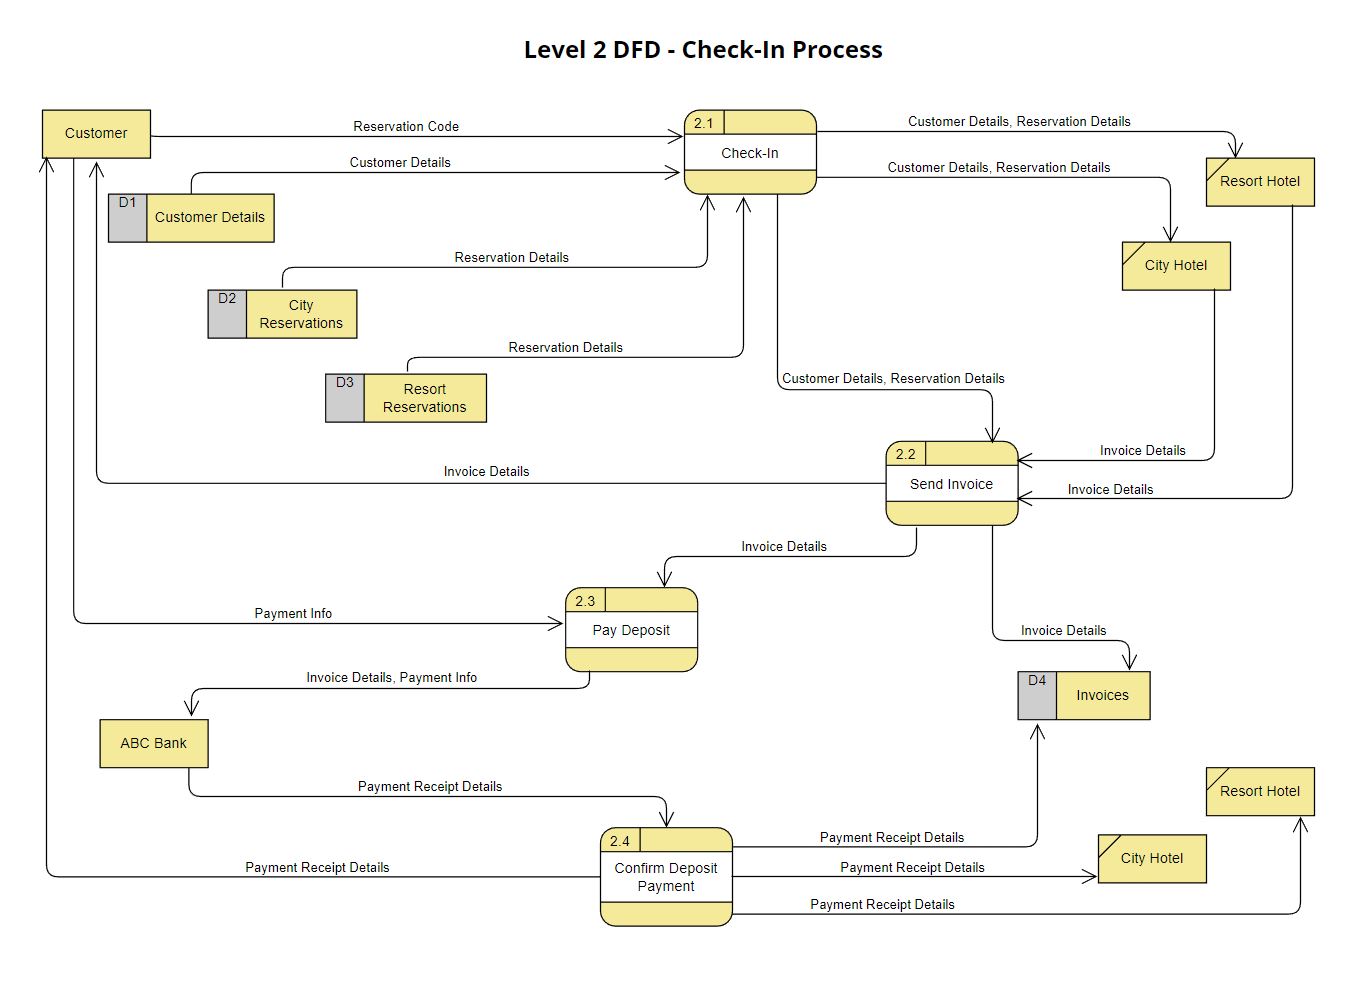 Level 2 DFD - Check-In Process
Customer
Reservation Code
2.1
Check-In
Customer Details, Reservation Details
Resort Hotel
Customer Details
Customer Details, Reservation Details
D1
Customer Details
City Hotel
Reservation Details
D2
City
Reservations
Reservation Details
D3
Resort
Reservations
Customer Details, Reservation Details
2.2
Send Invoice
Invoice Details
Invoice Details
Invoice Details
Invoice Details
2.3
Pay Deposit
Payment Info
Invoice Details
Invoice Details, Payment Info
D4
Invoices
ABC Bank
Payment Receipt Details
Resort Hotel
2.4
Confirm Deposit
Payment
Payment Receipt Details
Payment Receipt Details
City Hotel
Payment Receipt Details
Payment Receipt Details